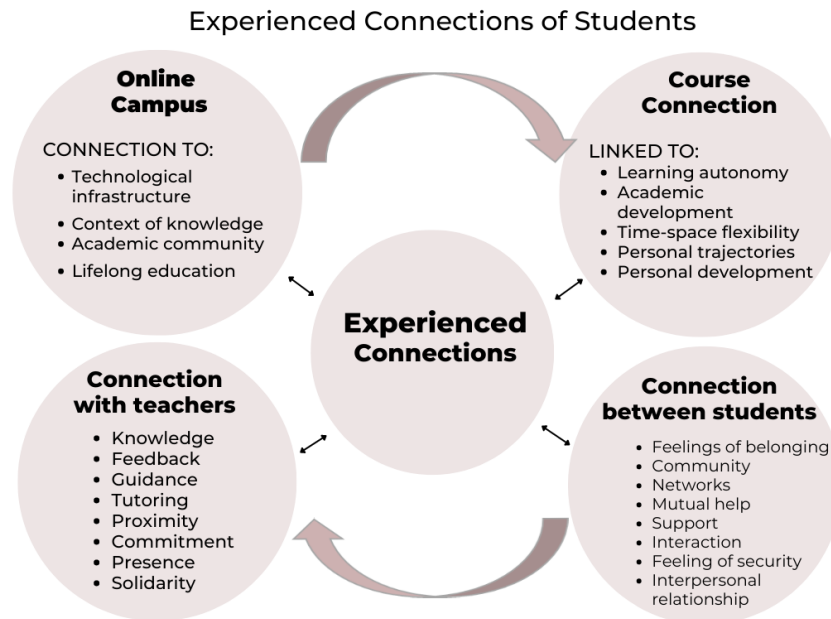 Experienced Connections of Students
Online
Campus
CONNECTION TO:
• Technological
infrastructure
• Context of knowledge
• Academic community
• Lifelong education
Course
Connection
LINKED TO:
• Learning autonomy
• Academic
development
• Time-space flexibility
• Personal trajectories
• Personal development
Experienced
Connections
Connection
with teachers
• Knowledge
• Feedback
• Guidance
• Tutoring
• Proximity
• Commitment
• Presence
• Solidarity
Connection
between students
• Feelings of belonging
• Community
• Networks
• Mutual help
• Support
• Interaction
• Feeling of security
• Interpersonal
relationship